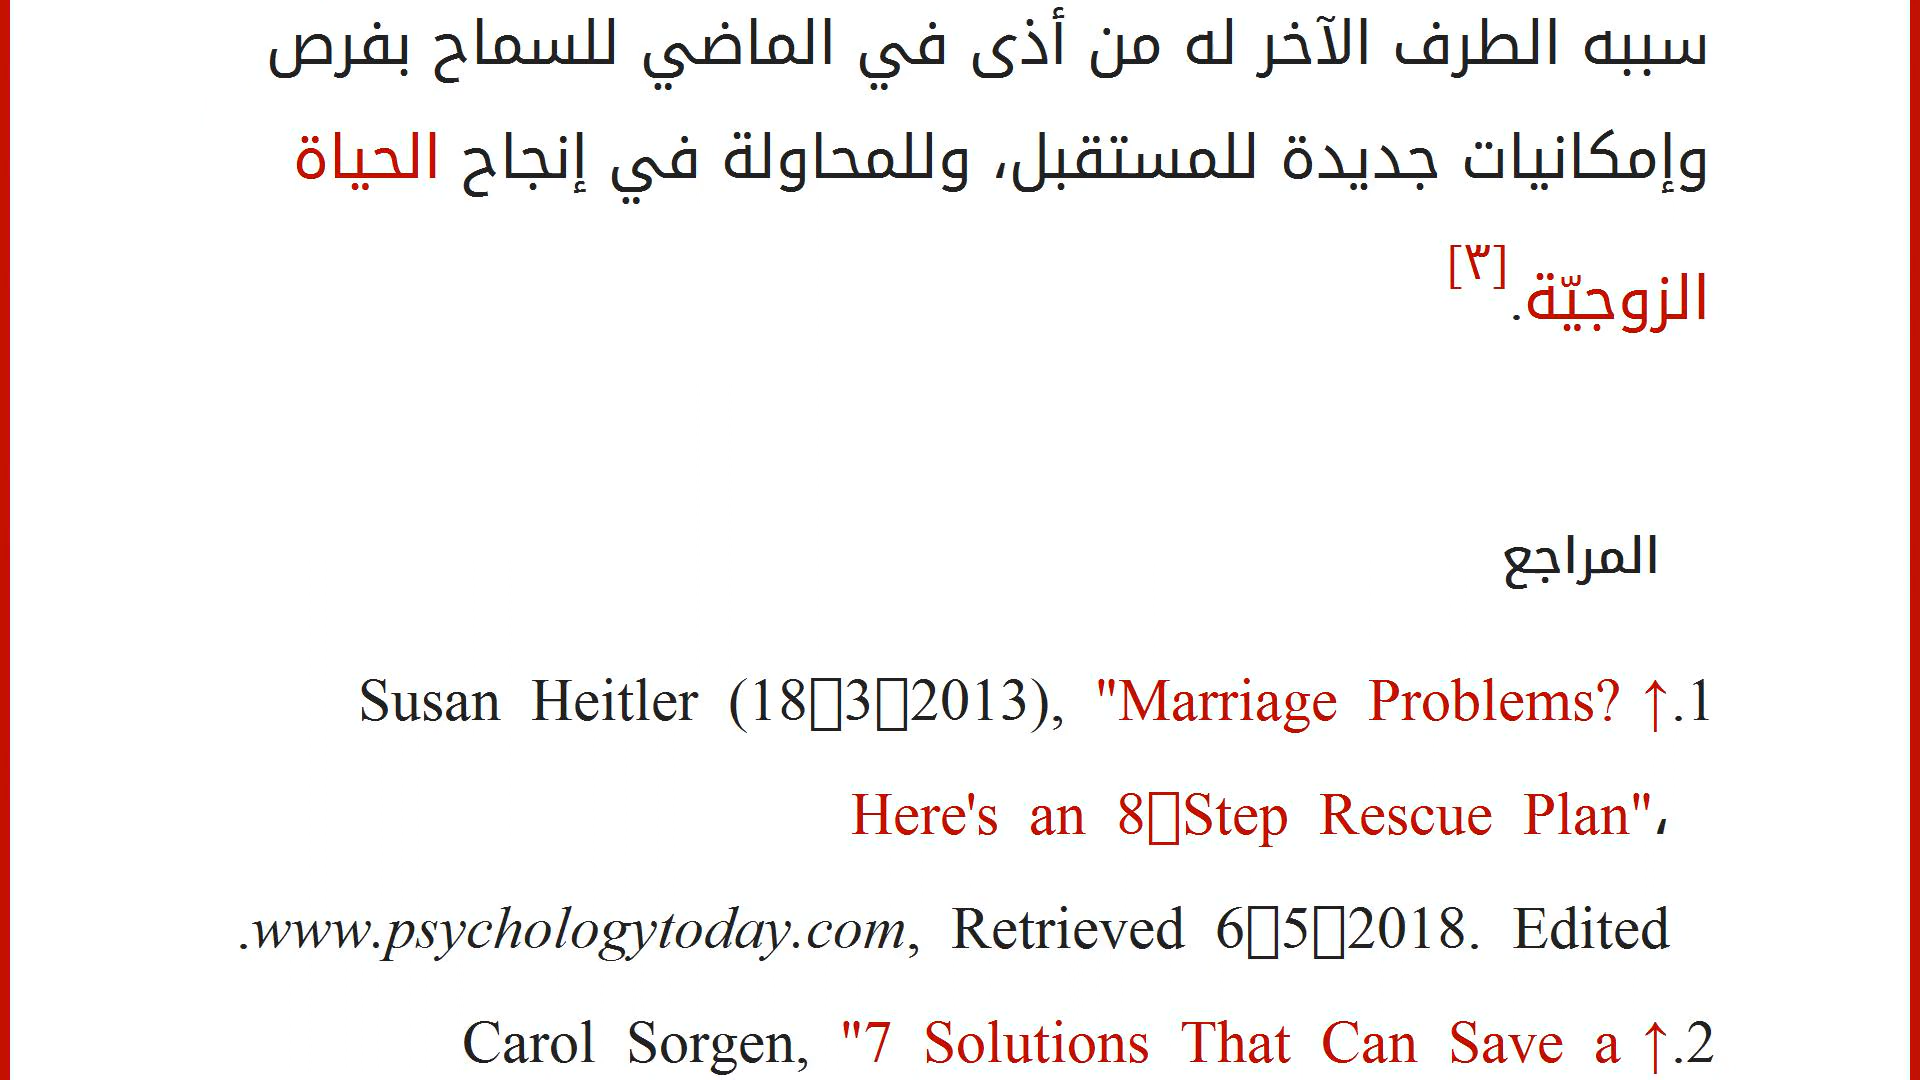 سببه الطرف الآخر له من أذى في الماضي للسماح بفرص
وإمكانيات جديدة للمستقبل، وللمحاولة في إنجاح الحياة
الزوجيّة.[٣]
المراجع
1.↑ Susan Heitler (18▯3▯2013), "Marriage Problems?
Here's an 8▯Step Rescue Plan"،
www.psychologytoday.com, Retrieved 6▯5▯2018. Edited.
2.↑ Carol Sorgen, "7 Solutions That Can Save a